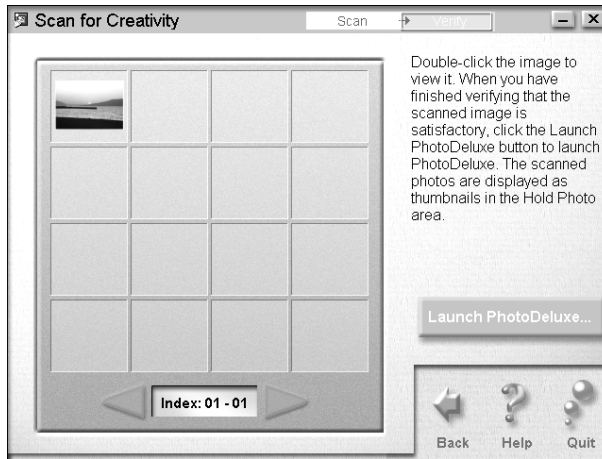 Scan for Creativity
Scan
Verify
Double-click the image to
view it. When you have
finished verifying that the
scanned image is
satisfactory, click the Launch
PhotoDeluxe button to launch
PhotoDeluxe. The scanned
photos are displayed as
thumbnails in the Hold Photo
area.
Launch PhotoDeluxe...
Index: 01 - 01
Back
Help
Quit